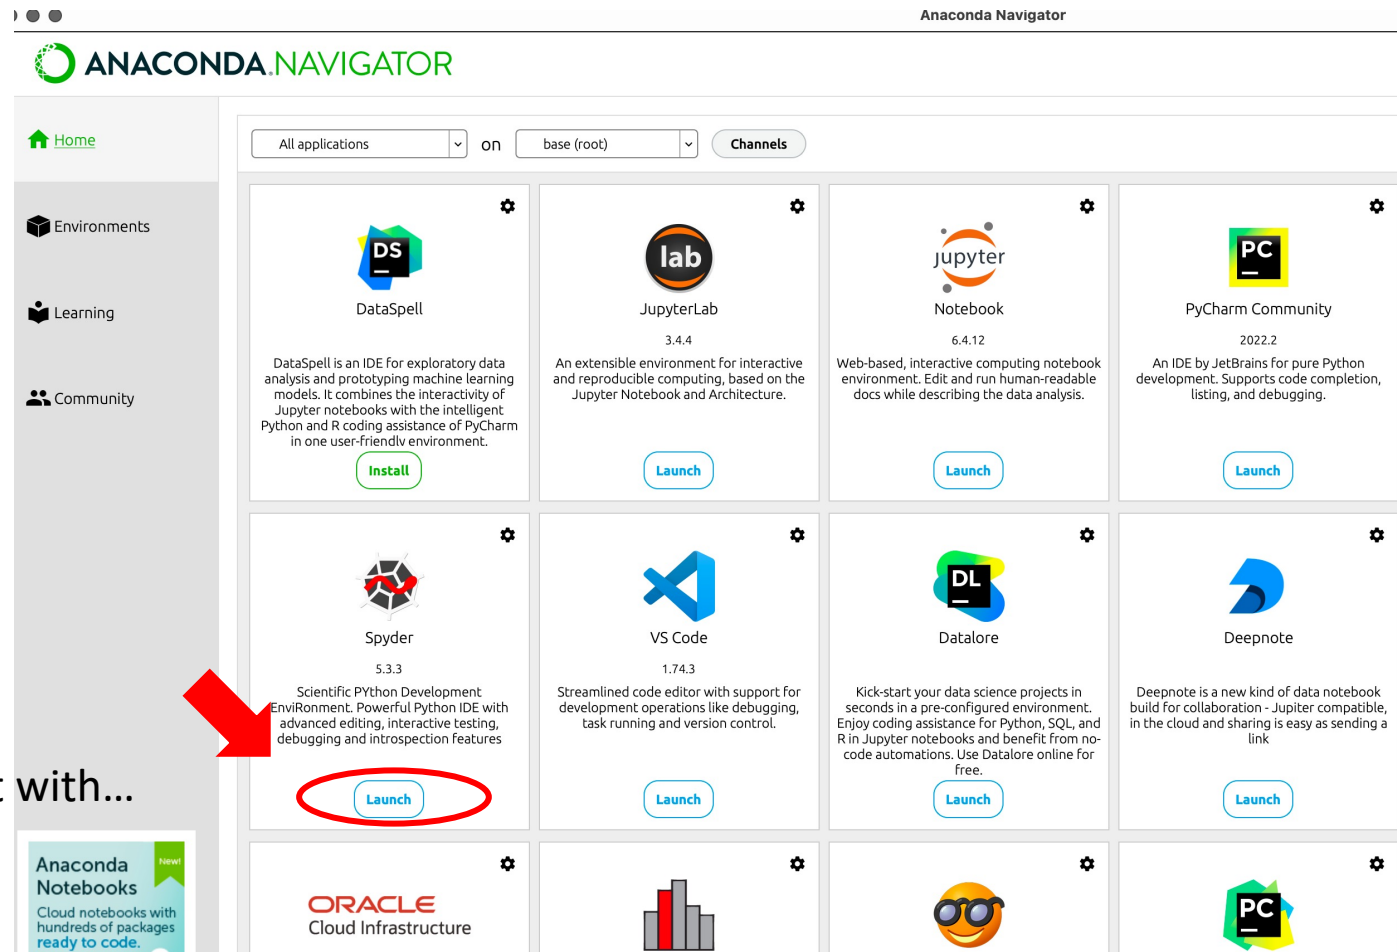 Anaconda Navigator
ANACONDA.NAVIGATOR
Home
All applications
on
base (root)
Channels
Environments
Learning
Community
DS
DataSpell
DataSpell is an IDE for exploratory data
analysis and prototyping machine learning
models. It combines the interactivity of
Jupyter notebooks with the intelligent
Python and R coding assistance of PyCharm
in one user-friendly environment.
Install
lab
JupyterLab
3.4.4
An extensible environment for interactive
and reproducible computing, based on the
Jupyter Notebook and Architecture.
Launch
jupyter
Notebook
6.4.12
Web-based, interactive computing notebook
environment. Edit and run human-readable
docs while describing the data analysis.
Launch
PC
PyCharm Community
2022.2
An IDE by JetBrains for pure Python
development. Supports code completion,
listing, and debugging.
Launch
Spyder
5.3.3
Scientific PYthon Development
EnviRonment. Powerful Python IDE with
advanced editing, interactive testing,
debugging and introspection features
Launch
VS Code
1.74.3
Streamlined code editor with support for
development operations like debugging,
task running and version control.
Launch
DL
Datalore
Kick-start your data science projects in
seconds in a pre-configured environment.
Enjoy coding assistance for Python, SQL, and
R in Jupyter notebooks and benefit from no-
code automations. Use Datalore online for
free.
Launch
Deepnote
Deepnote is a new kind of data notebook
build for collaboration - Jupiter compatible,
in the cloud and sharing is easy as sending a
link
Launch
with...
Anaconda
Notebooks
New!
Cloud notebooks with
hundreds of packages
ready to code.
ORACLE
Cloud Infrastructure
PC